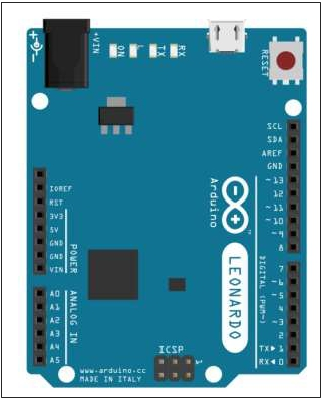 +VIN
ON
L
TX
RX
RESET
SCL
SDA
AREF
GND
~13
12
~11
~10
~9
8
7
~6
~5
4
~3
2
TX▶1
RX◀0
DIGITAL (PWM~)
Arduino
LEONARDO
IOREF
RST
3V3
5V
GND
GND
VIN
POWER
A0
A1
A2
A3
A4
A5
ANALOG IN
ICSP
www.arduino.cc
MADE IN ITALY